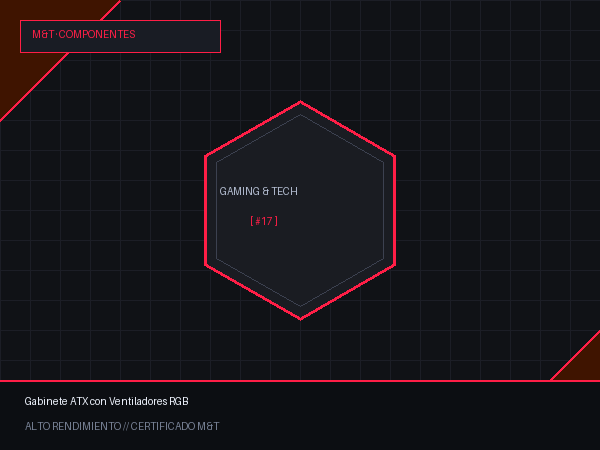 M&T·COMPONENTES
GAMING & TECH
[ #17 ]
Gabinete ATX con Ventiladores RGB
ALTO RENDIMIENTO // CERTIFICADO M&T